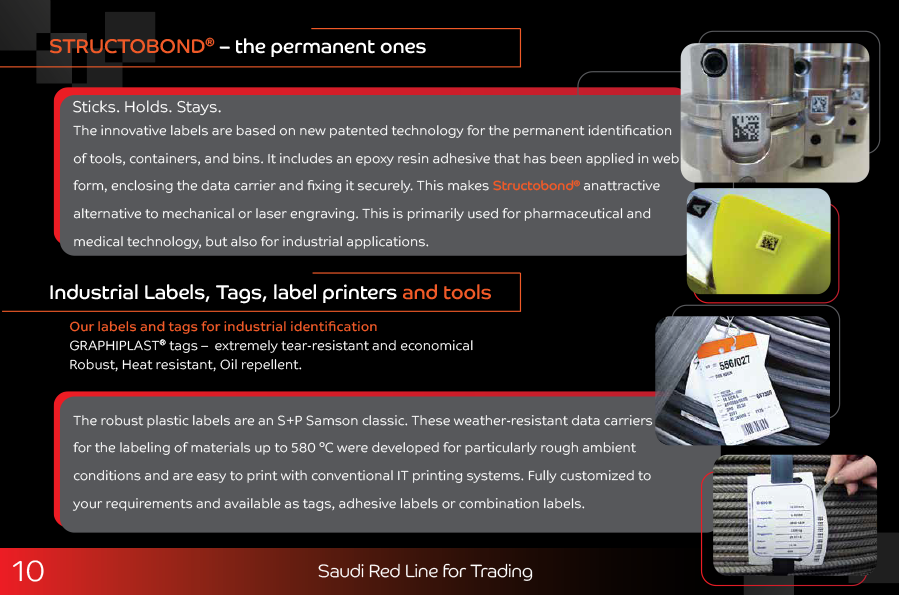 STRUCTOBOND® – the permanent ones
Sticks. Holds. Stays.
The innovative labels are based on new patented technology for the permanent identification
of tools, containers, and bins. It includes an epoxy resin adhesive that has been applied in web
form, enclosing the data carrier and fixing it securely. This makes Structobond® anattractive
alternative to mechanical or laser engraving. This is primarily used for pharmaceutical and
medical technology, but also for industrial applications.
A
Industrial Labels, Tags, label printers and tools
Our labels and tags for industrial identification
GRAPHIPLAST® tags – extremely tear-resistant and economical
Robust, Heat resistant, Oil repellent.
556/027
The robust plastic labels are an S+P Samson classic. These weather-resistant data carriers
for the labeling of materials up to 580 °C were developed for particularly rough ambient
conditions and are easy to print with conventional IT printing systems. Fully customized to
your requirements and available as tags, adhesive labels or combination labels.
10
Saudi Red Line for Trading